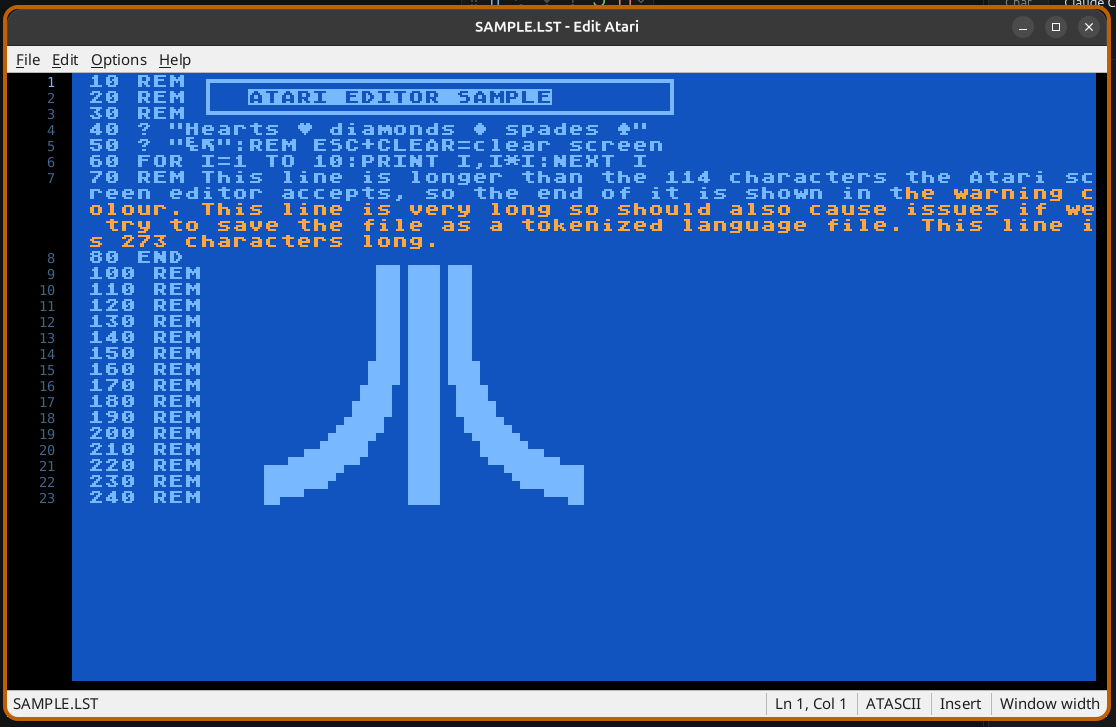 SAMPLE.LST - Edit Atari
File Edit Options Help
1 10 REM
2 20 REM ATARI EDITOR SAMPLE
3 30 REM
4 40 ? "Hearts ♥ diamonds ♦ spades ♠"
5 50 ? "␛↖":REM ESC+CLEAR=clear screen
6 60 FOR I=1 TO 10:PRINT I,I*I:NEXT I
7 70 REM This line is longer than the 114 characters the Atari sc
reen editor accepts, so the end of it is shown in the warning c
olour. This line is very long so should also cause issues if we
try to save the file as a tokenized language file. This line i
s 273 characters long.
8 80 END
9 100 REM
10 110 REM
11 120 REM
12 130 REM
13 140 REM
14 150 REM
15 160 REM
16 170 REM
17 180 REM
18 190 REM
19 200 REM
20 210 REM
21 220 REM
22 230 REM
23 240 REM
SAMPLE.LST Ln 1, Col 1 ATASCII Insert Window width